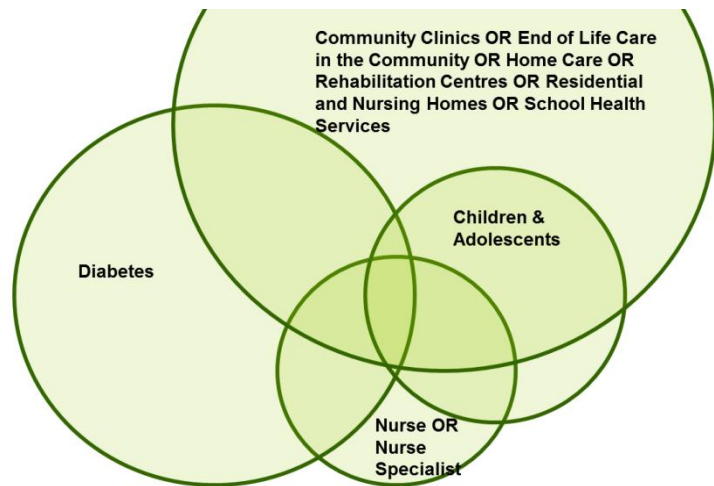 Community Clinics OR End of Life Care
in the Community OR Home Care OR
Rehabilitation Centres OR Residential
and Nursing Homes OR School Health
Services
Children &
Adolescents
Diabetes
Nurse OR
Nurse
Specialist